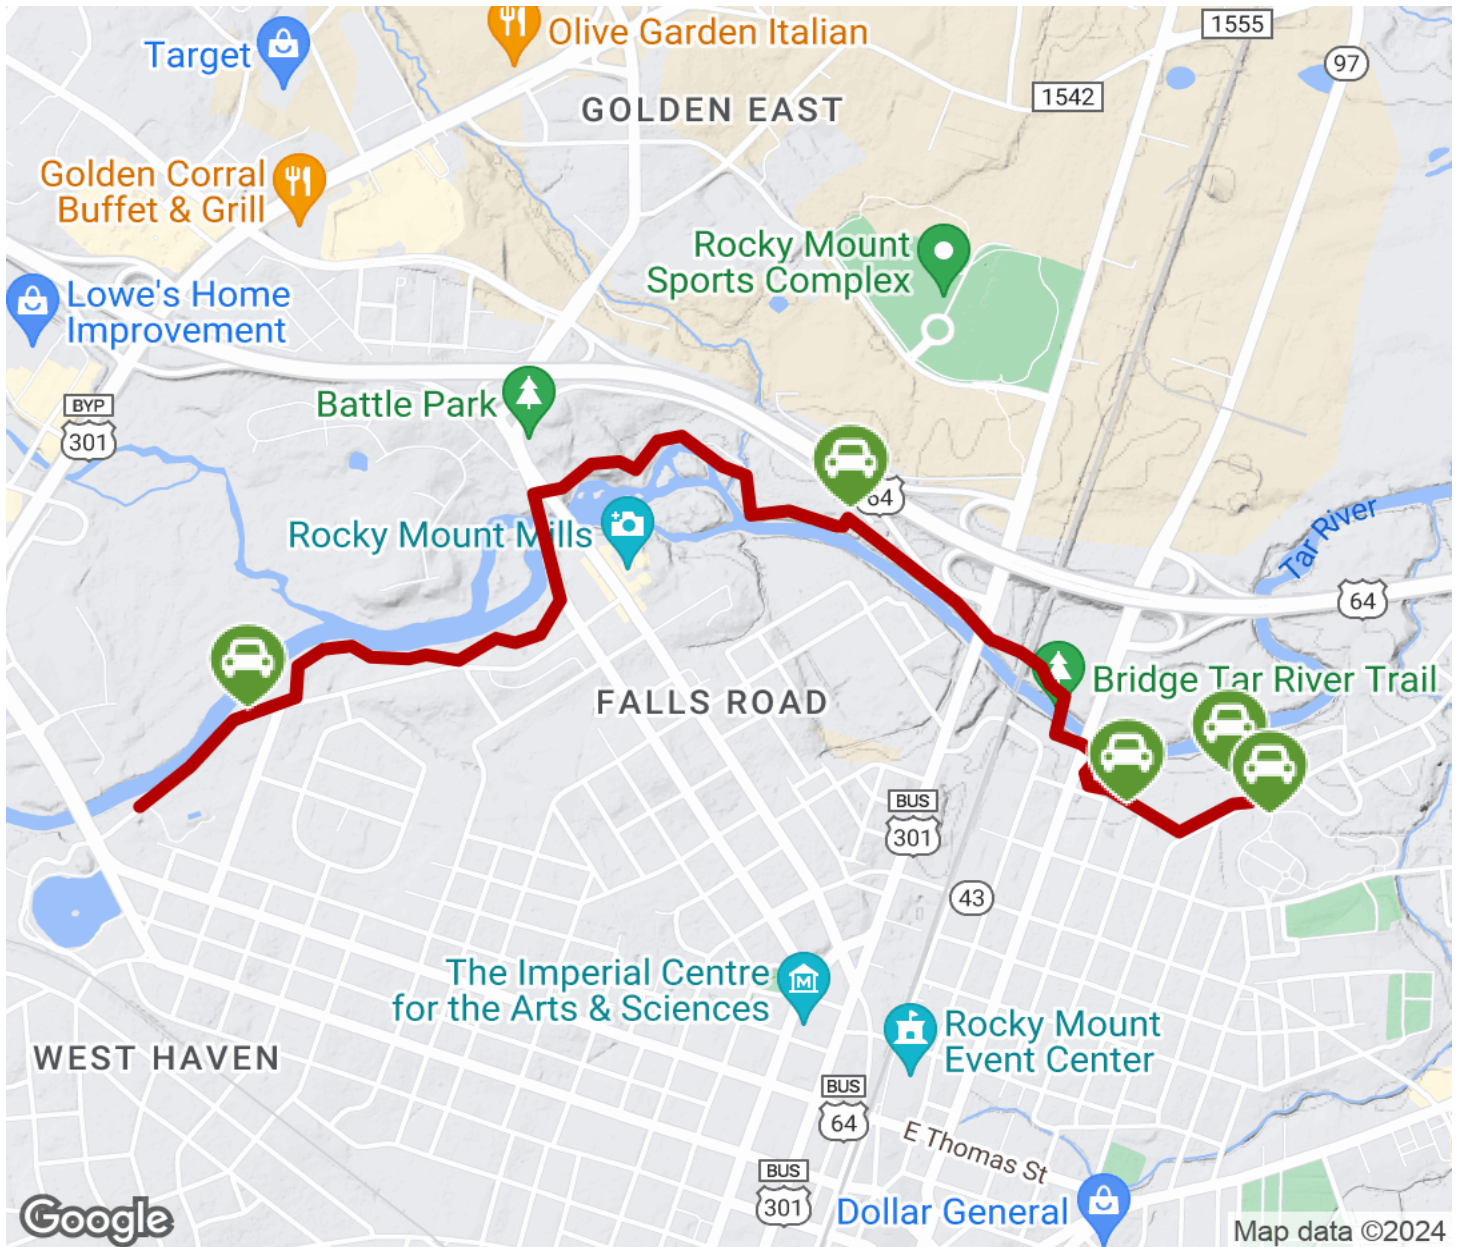 Olive Garden Italian
1555
Target
97
1542
GOLDEN EAST
Golden Corral
Buffet & Grill
Rocky Mount
Sports Complex
Lowe's Home
Improvement
Battle Park
BYP
301
64
Tar River
Rocky Mount Mills
64
Bridge Tar River Trail
FALLS ROAD
BUS
301
43
The Imperial Centre
for the Arts & Sciences
Rocky Mount
Event Center
WEST HAVEN
BUS
64
E Thomas St
BUS
301
Dollar General
Google
Map data ©2024